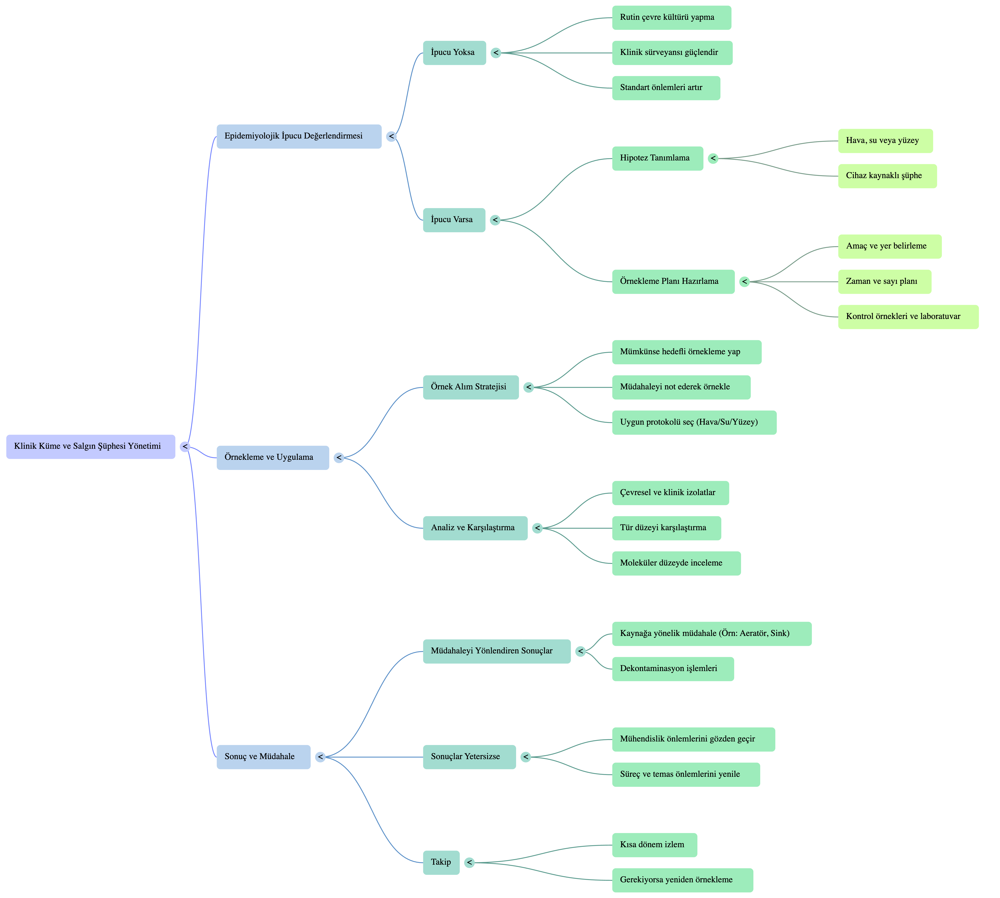 Klinik Küme ve Salgın Şüphesi Yönetimi
<
Epidemiyolojik İpucu Değerlendirmesi
<
İpucu Yoksa
<
Rutin çevre kültürü yapma
Klinik sürveyansı güçlendir
Standart önlemleri artır
İpucu Varsa
<
Hipotez Tanımlama
<
Hava, su veya yüzey
Cihaz kaynaklı şüphe
Örnekleme Planı Hazırlama
<
Amaç ve yer belirleme
Zaman ve sayı planı
Kontrol örnekleri ve laboratuvar
Örnekleme ve Uygulama
<
Örnek Alım Stratejisi
<
Mümkünse hedefli örnekleme yap
Müdahaleyi not ederek örnekle
Uygun protokolü seç (Hava/Su/Yüzey)
Analiz ve Karşılaştırma
<
Çevresel ve klinik izolatlar
Tür düzeyi karşılaştırma
Moleküler düzeyde inceleme
Sonuç ve Müdahale
<
Müdahaleyi Yönlendiren Sonuçlar
<
Kaynağa yönelik müdahale (Örn: Aeratör, Sink)
Dekontaminasyon işlemleri
Sonuçlar Yetersizse
<
Mühendislik önlemlerini gözden geçir
Süreç ve temas önlemlerini yenile
Takip
<
Kısa dönem izlem
Gerekiyorsa yeniden örnekleme